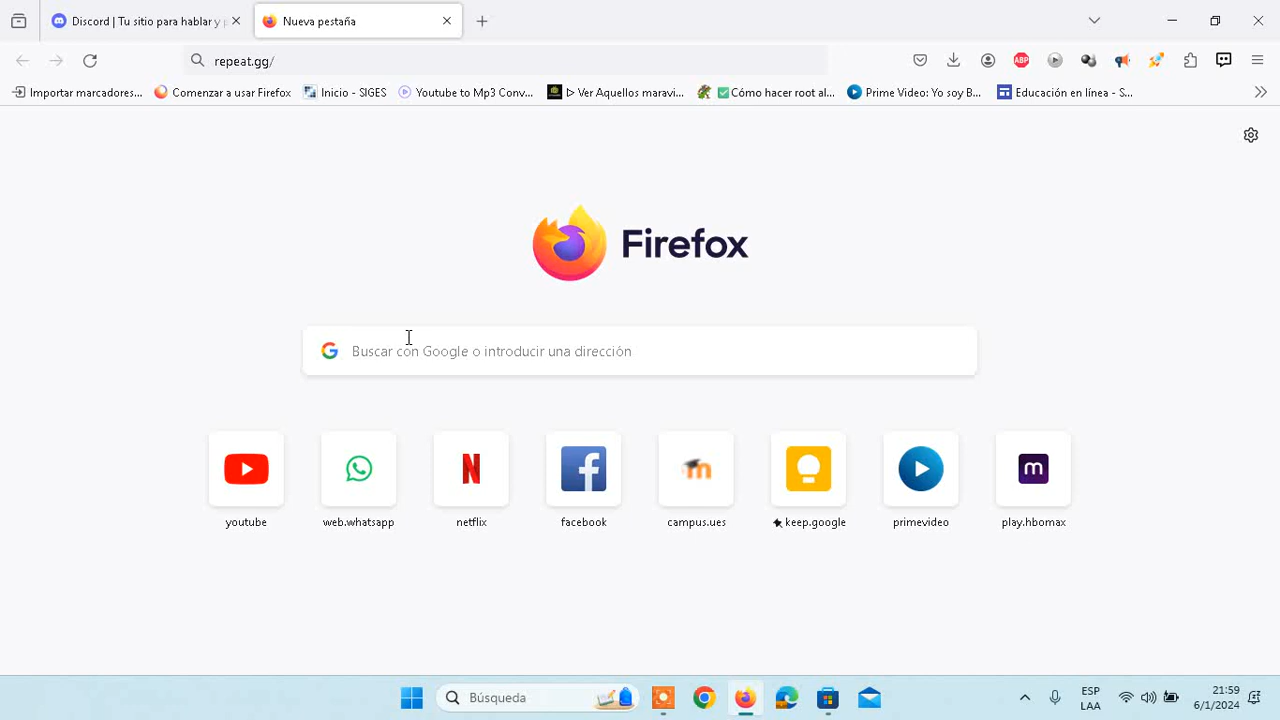 Discord | Tu sitio para hablar y p
Nueva pestaña
repeat.gg/
ABP
Importar marcadores...
Comenzar a usar Firefox
Inicio - SIGES
Youtube to Mp3 Conv...
▷ Ver Aquellos maravi...
✅ Cómo hacer root al...
Prime Video: Yo soy B...
Educación en línea - S...
Firefox
Buscar con Google o introducir una dirección
youtube
web.whatsapp
netflix
facebook
campus.ues
keep.google
primevideo
play.hbomax
Búsqueda
ESP
LAA
21:59
6/1/2024